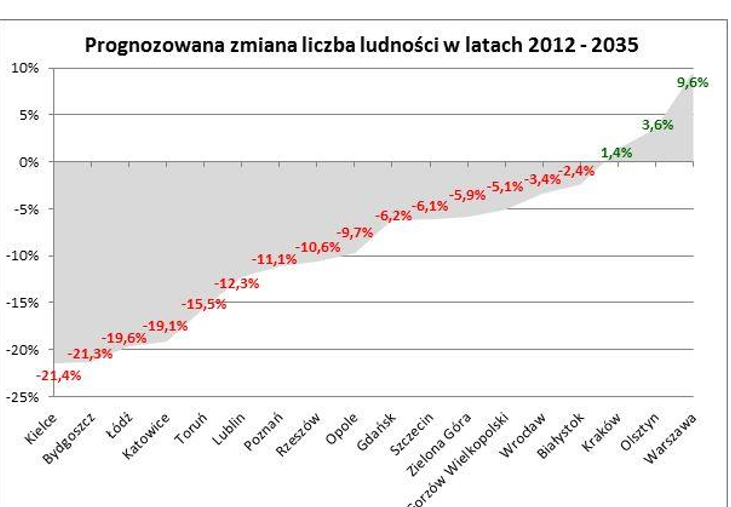 Prognozowana zmiana liczba ludności w latach 2012 - 2035
10%
5%
0%
-5%
-10%
-15%
-20%
-25%
-21,4%
-21,3%
-19,6%
-19,1%
-15,5%
-12,3%
-11,1%
-10,6%
-9,7%
-6,2%
-6,1%
-5,9%
-5,1%
-3,4%
-2,4%
1,4%
3,6%
9,6%
Kielce
Bydgoszcz
Łódź
Katowice
Toruń
Lublin
Poznań
Rzeszów
Opole
Gdańsk
Szczecin
Zielona Góra
Gorzów Wielkopolski
Wrocław
Białystok
Kraków
Olsztyn
Warszawa